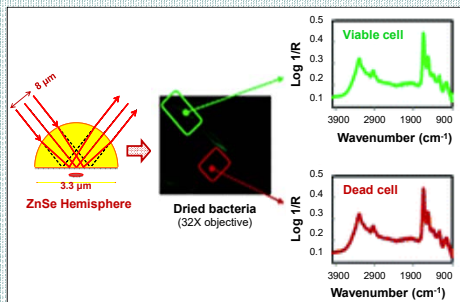 8 µm
3.3 µm
ZnSe Hemisphere
Dried bacteria
(32X objective)
Log 1/R
0.5
0.4
0.3
0.2
0.1
Viable cell
3900 2900 1900 900
Wavenumber (cm-1)
Log 1/R
0.5
0.4
0.3
0.2
0.1
Dead cell
3900 2900 1900 900
Wavenumber (cm-1)